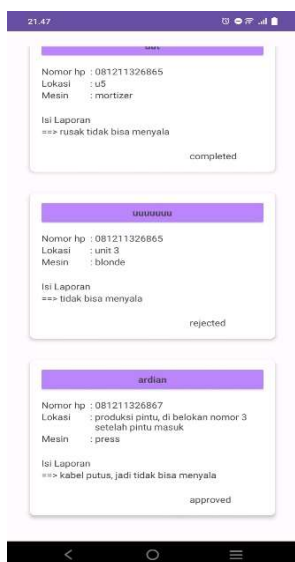 21.47
Nomor hp : 081211326865
Lokasi : u5
Mesin : mortizer
Isi Laporan
==> rusak tidak bisa menyala
completed
uuuuuuu
Nomor hp : 081211326865
Lokasi : unit 3
Mesin : blonde
Isi Laporan
==> tidak bisa menyala
rejected
ardian
Nomor hp : 081211326867
Lokasi : produksi pintu, di belokan nomor 3
setelah pintu masuk
Mesin : press
Isi Laporan
==> kabel putus, jadi tidak bisa menyala
approved